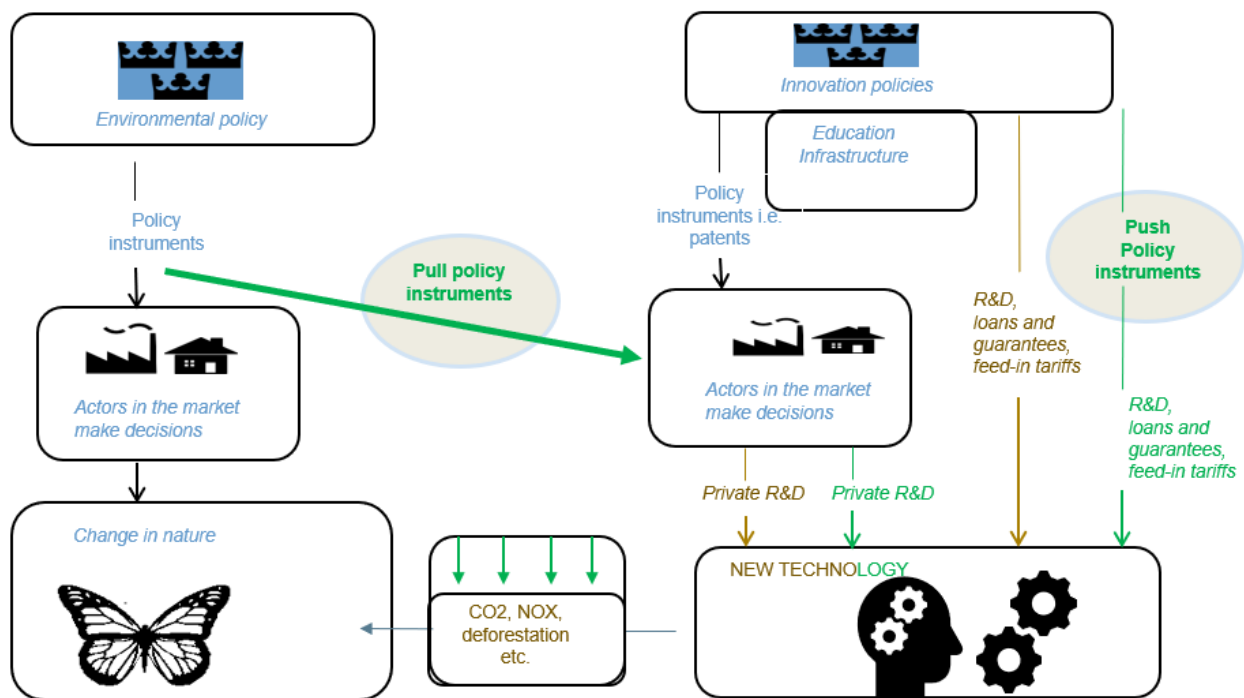 Environmental policy
Innovation policies
Education
Infrastructure
Policy
instruments
Policy
instruments i.e.
patents
Pull policy
instruments
Push
Policy
instruments
R&D,
loans and
guarantees,
feed-in tariffs
R&D,
loans and
guarantees,
feed-in tariffs
Actors in the market
make decisions
Actors in the market
make decisions
Private R&D
Private R&D
Change in nature
CO2, NOX,
deforestation
etc.
NEW TECHNOLOGY